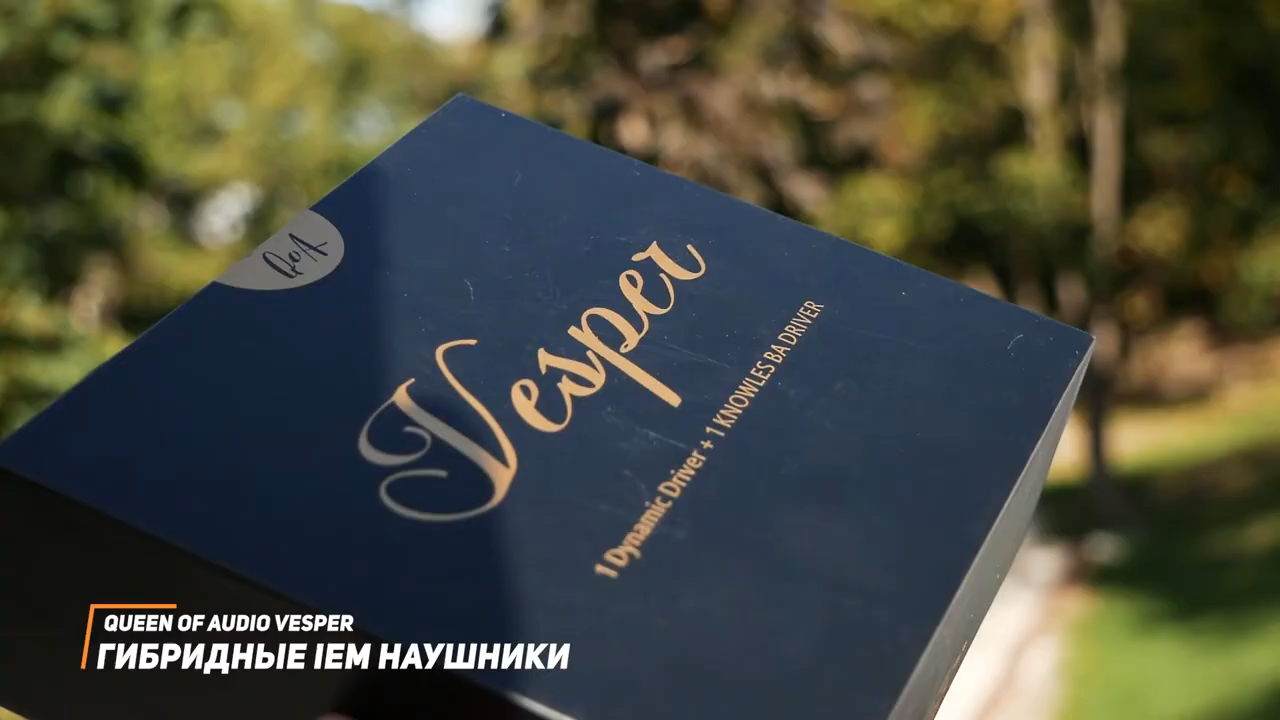 QoA
Vesper
1 Dynamic Driver + 1 KNOWLES BA DRIVER
QUEEN OF AUDIO VESPER
ГИБРИДНЫЕ IEM НАУШНИКИ